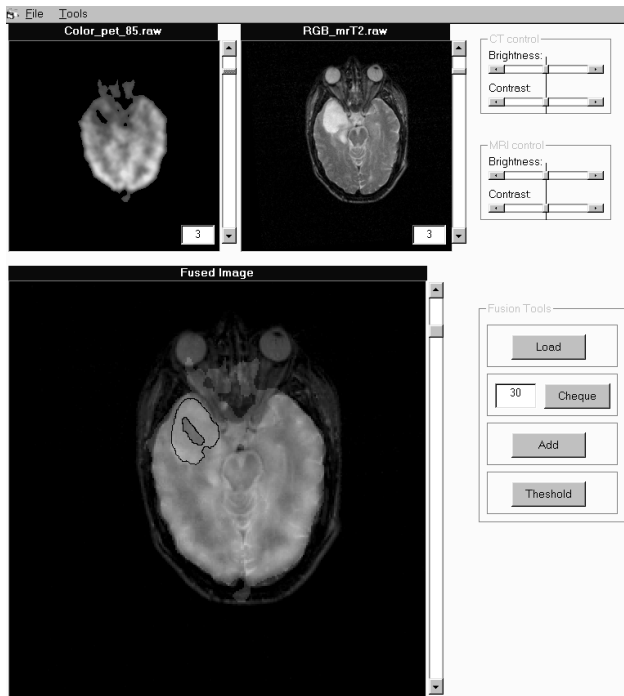 File Tools
Color_pet_85.raw
RGB_mrT2.raw
3
3
CT control
Brightness:
Contrast:
MRI control
Brightness:
Contrast:
Fused Image
Fusion Tools
Load
30 Cheque
Add
Theshold